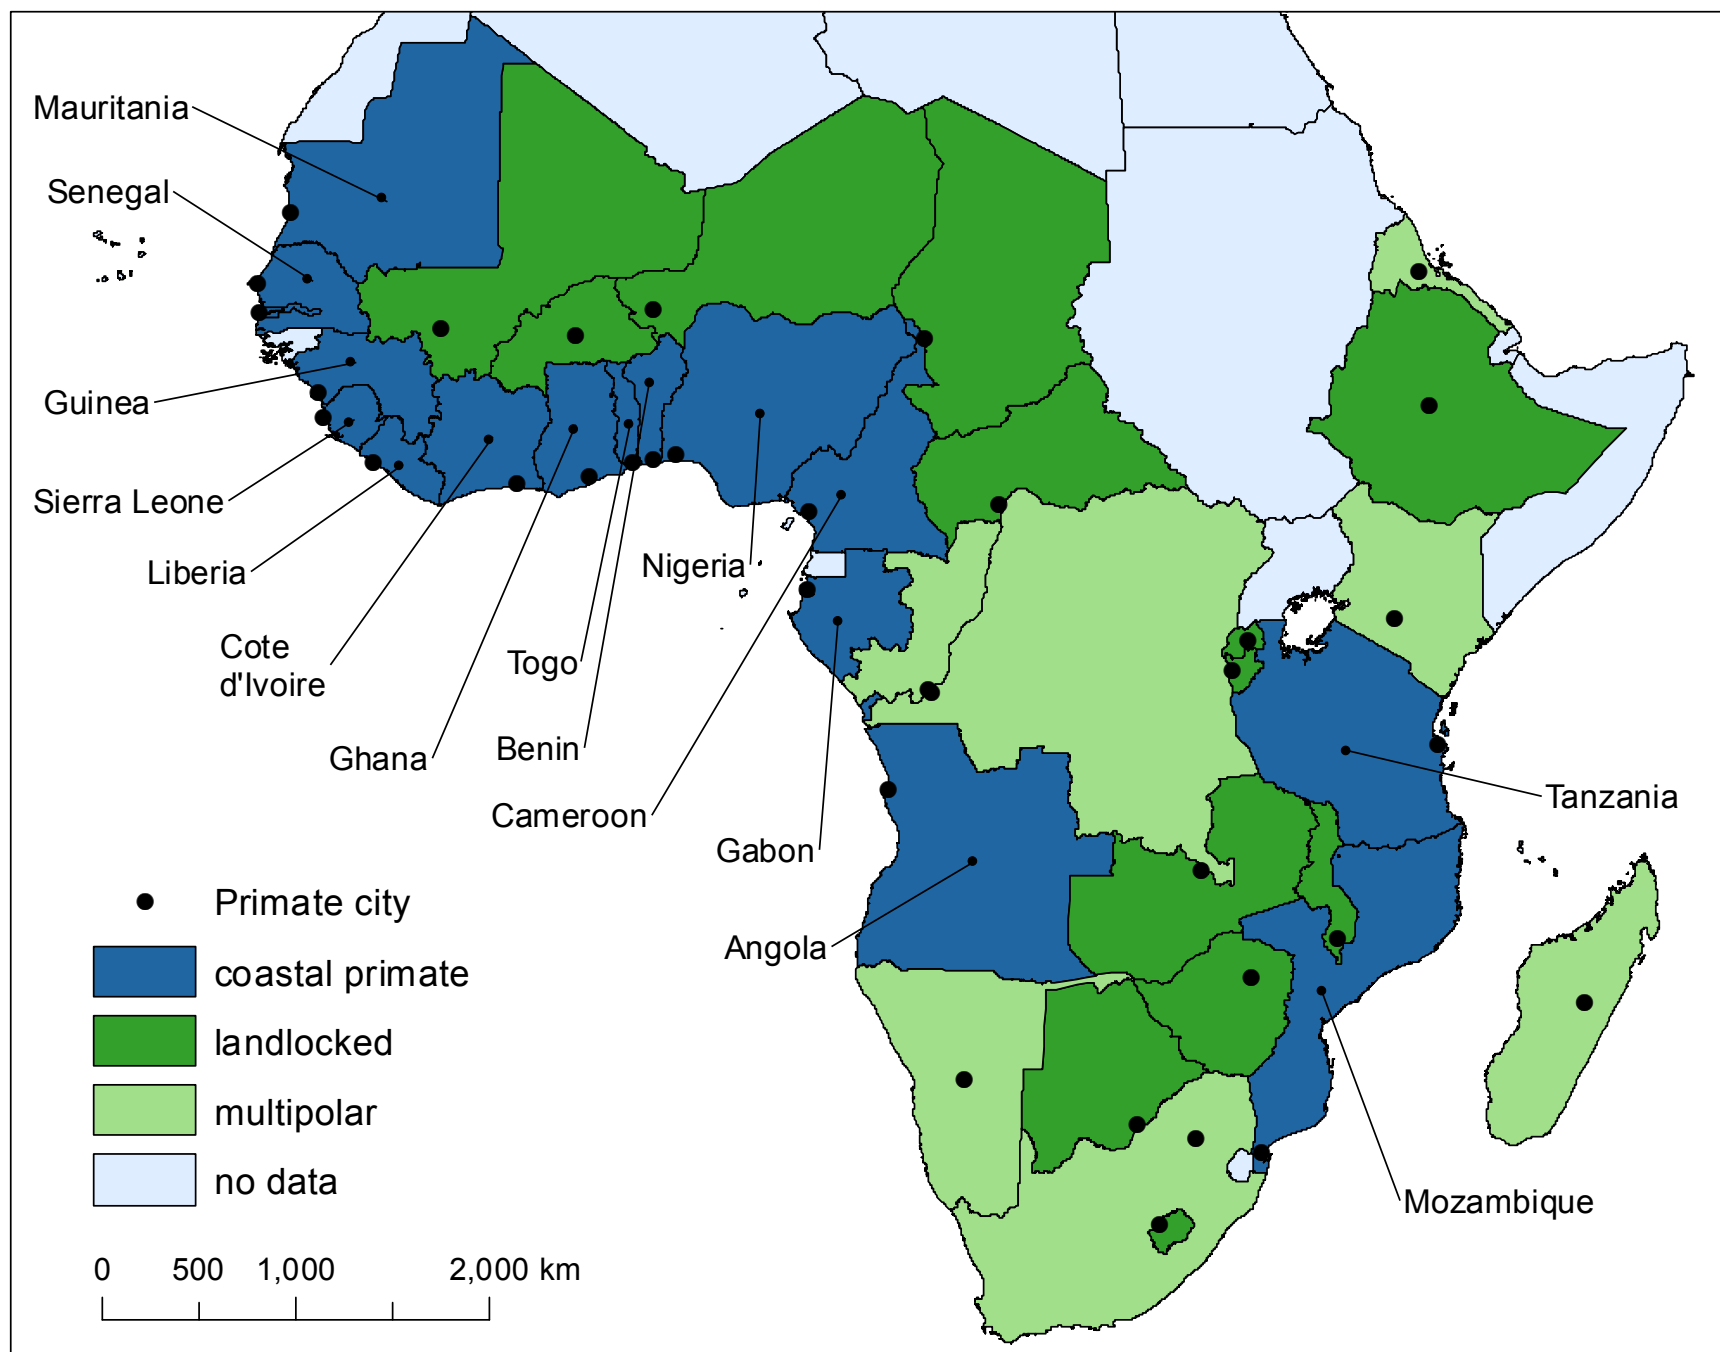 Mauritania
Senegal
Guinea
Sierra Leone
Liberia
Cote
d'Ivoire
Ghana
Togo
Benin
Nigeria
Cameroon
Gabon
Angola
Tanzania
Mozambique
Primate city
coastal primate
landlocked
multipolar
no data
0 500 1,000 2,000 km